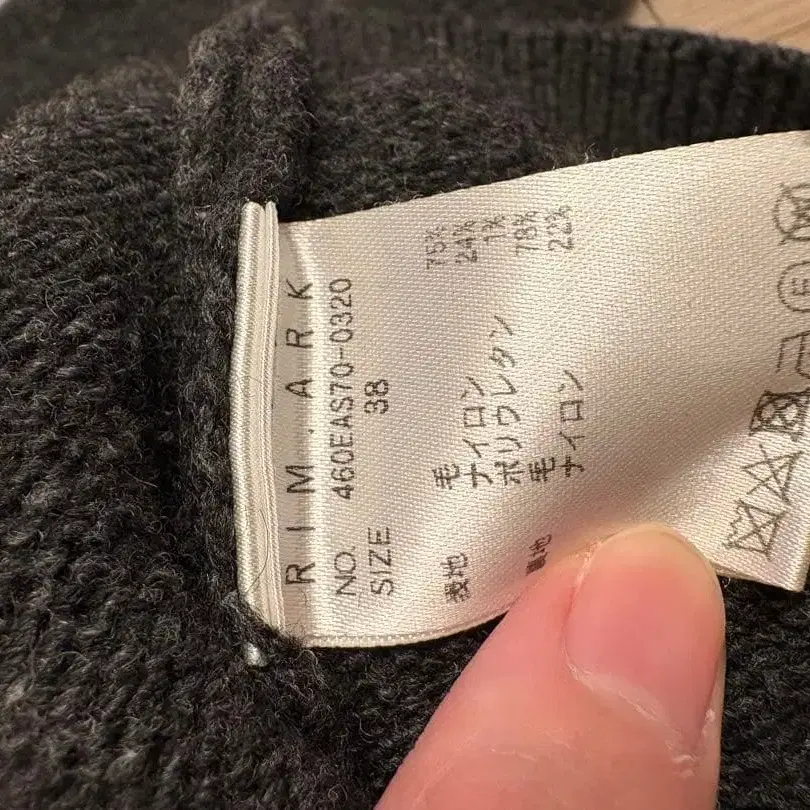 RIM.ARK
NO. 460EAS70-0320
SIZE 38
表地 毛 75%
ナイロン 24%
ポリウレタン 1%
裏地 毛 78%
ナイロン 22%